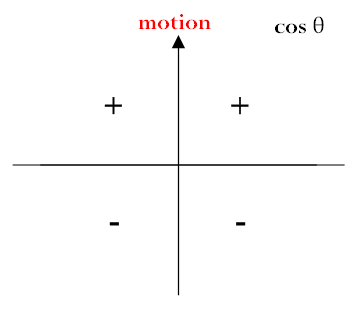 motion cos θ
+ +
- -